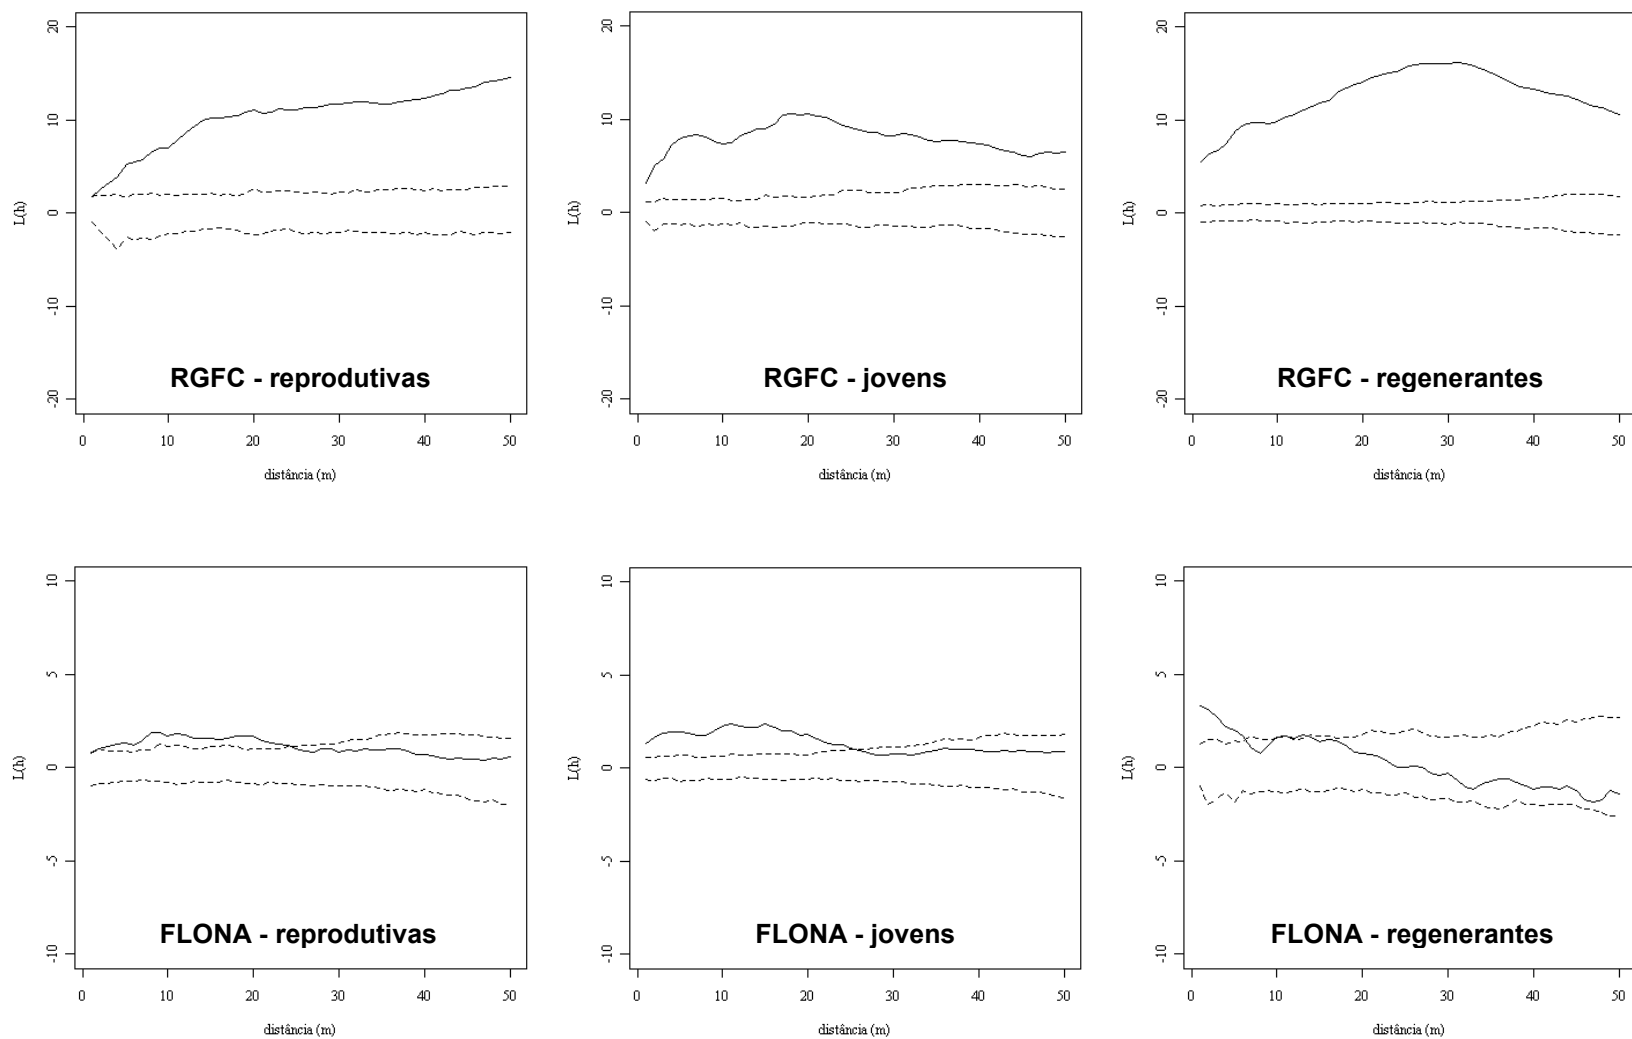 20
10
0
-10
-20
L(h)
RGFC - reprodutivas
0 10 20 30 40 50
distância (m)
20
10
0
-10
-20
L(h)
RGFC - jovens
0 10 20 30 40 50
distância (m)
20
10
0
-10
-20
L(h)
RGFC - regenerantes
0 10 20 30 40 50
distância (m)
10
5
0
-5
-10
L(h)
FLONA - reprodutivas
0 10 20 30 40 50
distância (m)
10
5
0
-5
-10
L(h)
FLONA - jovens
0 10 20 30 40 50
distância (m)
10
5
0
-5
-10
L(h)
FLONA - regenerantes
0 10 20 30 40 50
distância (m)